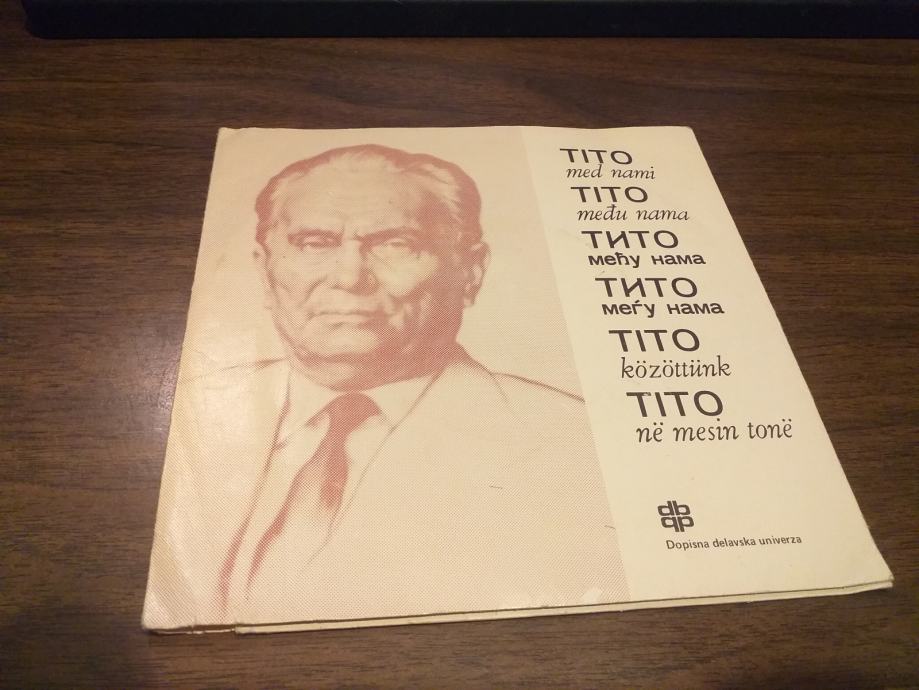 TITO
med nami
TITO
među nama
ТИТО
међу нама
ТИТО
меѓу нама
TITO
közöttünk
TITO
në mesin tonë
db
qp
Dopisna delavska univerza